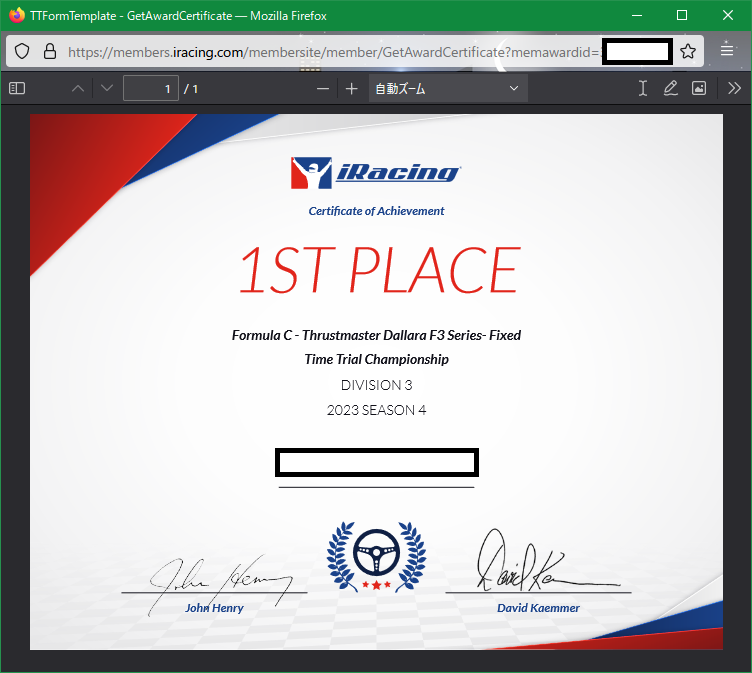 TTFormTemplate - GetAwardCertificate — Mozilla Firefox
https://members.iracing.com/membersite/member/GetAwardCertificate?memawardid=
1 / 1
自動ズーム
iRacing
Certificate of Achievement
1ST PLACE
Formula C - Thrustmaster Dallara F3 Series- Fixed
Time Trial Championship
DIVISION 3
2023 SEASON 4
John Henry David Kaemmer
John Henry David Kaemmer